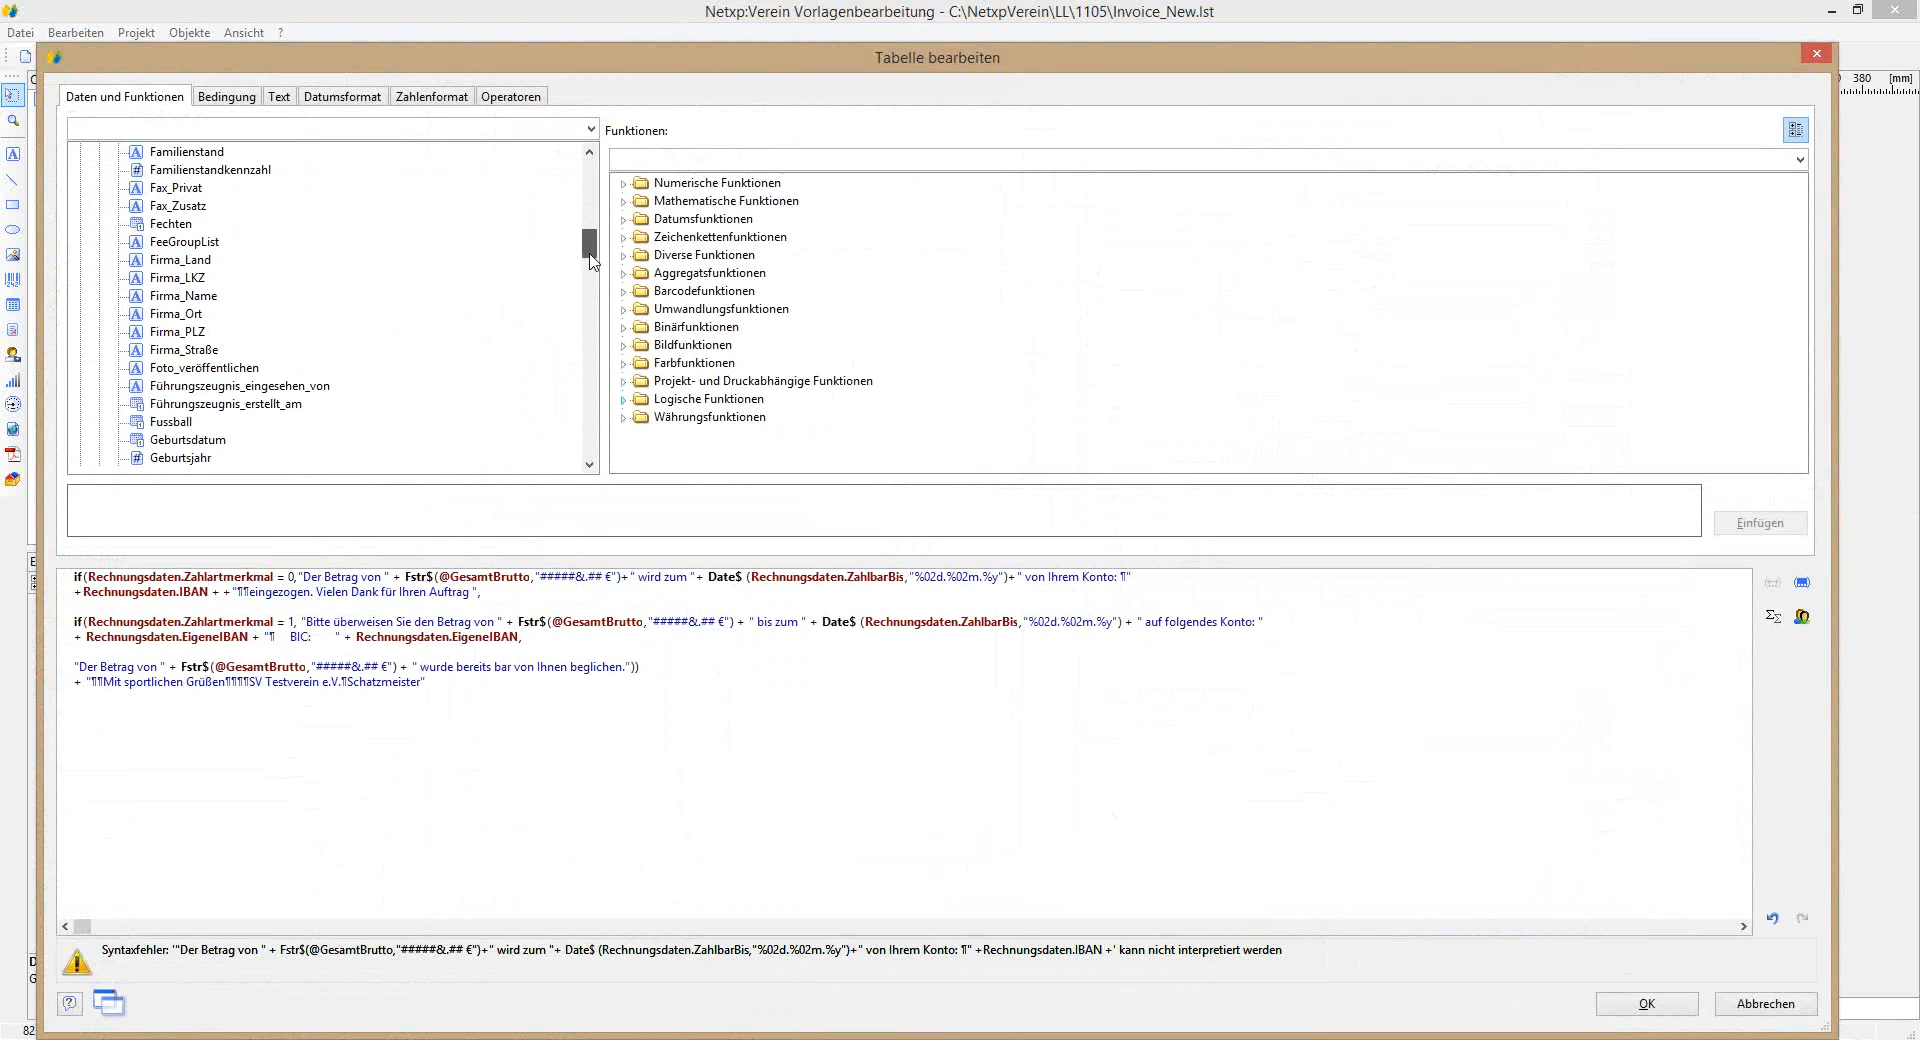 Netxp:Verein Vorlagenbearbeitung - C:\NetxpVerein\LL\1105\Invoice_New.lst
Datei Bearbeiten Projekt Objekte Ansicht ?
Tabelle bearbeiten
380 [mm]
Daten und Funktionen Bedingung Text Datumsformat Zahlenformat Operatoren
Funktionen:
Familienstand
Familienstandkennzahl
Fax_Privat
Fax_Zusatz
Fechten
FeeGroupList
Firma_Land
Firma_LKZ
Firma_Name
Firma_Ort
Firma_PLZ
Firma_Straße
Foto_veröffentlichen
Führungszeugnis_eingesehen_von
Führungszeugnis_erstellt_am
Fussball
Geburtsdatum
Geburtsjahr
Numerische Funktionen
Mathematische Funktionen
Datumsfunktionen
Zeichenkettenfunktionen
Diverse Funktionen
Aggregatsfunktionen
Barcodefunktionen
Umwandlungsfunktionen
Binärfunktionen
Bildfunktionen
Farbfunktionen
Projekt- und Druckabhängige Funktionen
Logische Funktionen
Währungsfunktionen
Einfügen
if(Rechnungsdaten.Zahlartmerkmal = 0,"Der Betrag von " + Fstr$(@GesamtBrutto,"#####&.## €")+" wird zum "+ Date$ (Rechnungsdaten.ZahlbarBis,"%02d.%02m.%y")+" von Ihrem Konto: ¶"
+Rechnungsdaten.IBAN + +"¶¶eingezogen. Vielen Dank für Ihren Auftrag ",
if(Rechnungsdaten.Zahlartmerkmal = 1, "Bitte überweisen Sie den Betrag von " + Fstr$(@GesamtBrutto,"#####&.## €") + " bis zum " + Date$ (Rechnungsdaten.ZahlbarBis,"%02d.%02m.%y") + " auf folgendes Konto: "
+ Rechnungsdaten.EigeneIBAN + "¶ BIC: " + Rechnungsdaten.EigeneIBAN,
"Der Betrag von " + Fstr$(@GesamtBrutto,"#####&.## €") + " wurde bereits bar von Ihnen beglichen."))
+ "¶¶Mit sportlichen Grüßen¶¶¶¶SV Testverein e.V.¶Schatzmeister"
Syntaxfehler: '"Der Betrag von " + Fstr$(@GesamtBrutto,"#####&.## €")+" wird zum "+ Date$ (Rechnungsdaten.ZahlbarBis,"%02d.%02m.%y")+" von Ihrem Konto: ¶" +Rechnungsdaten.IBAN +' kann nicht interpretiert werden
OK Abbrechen
82